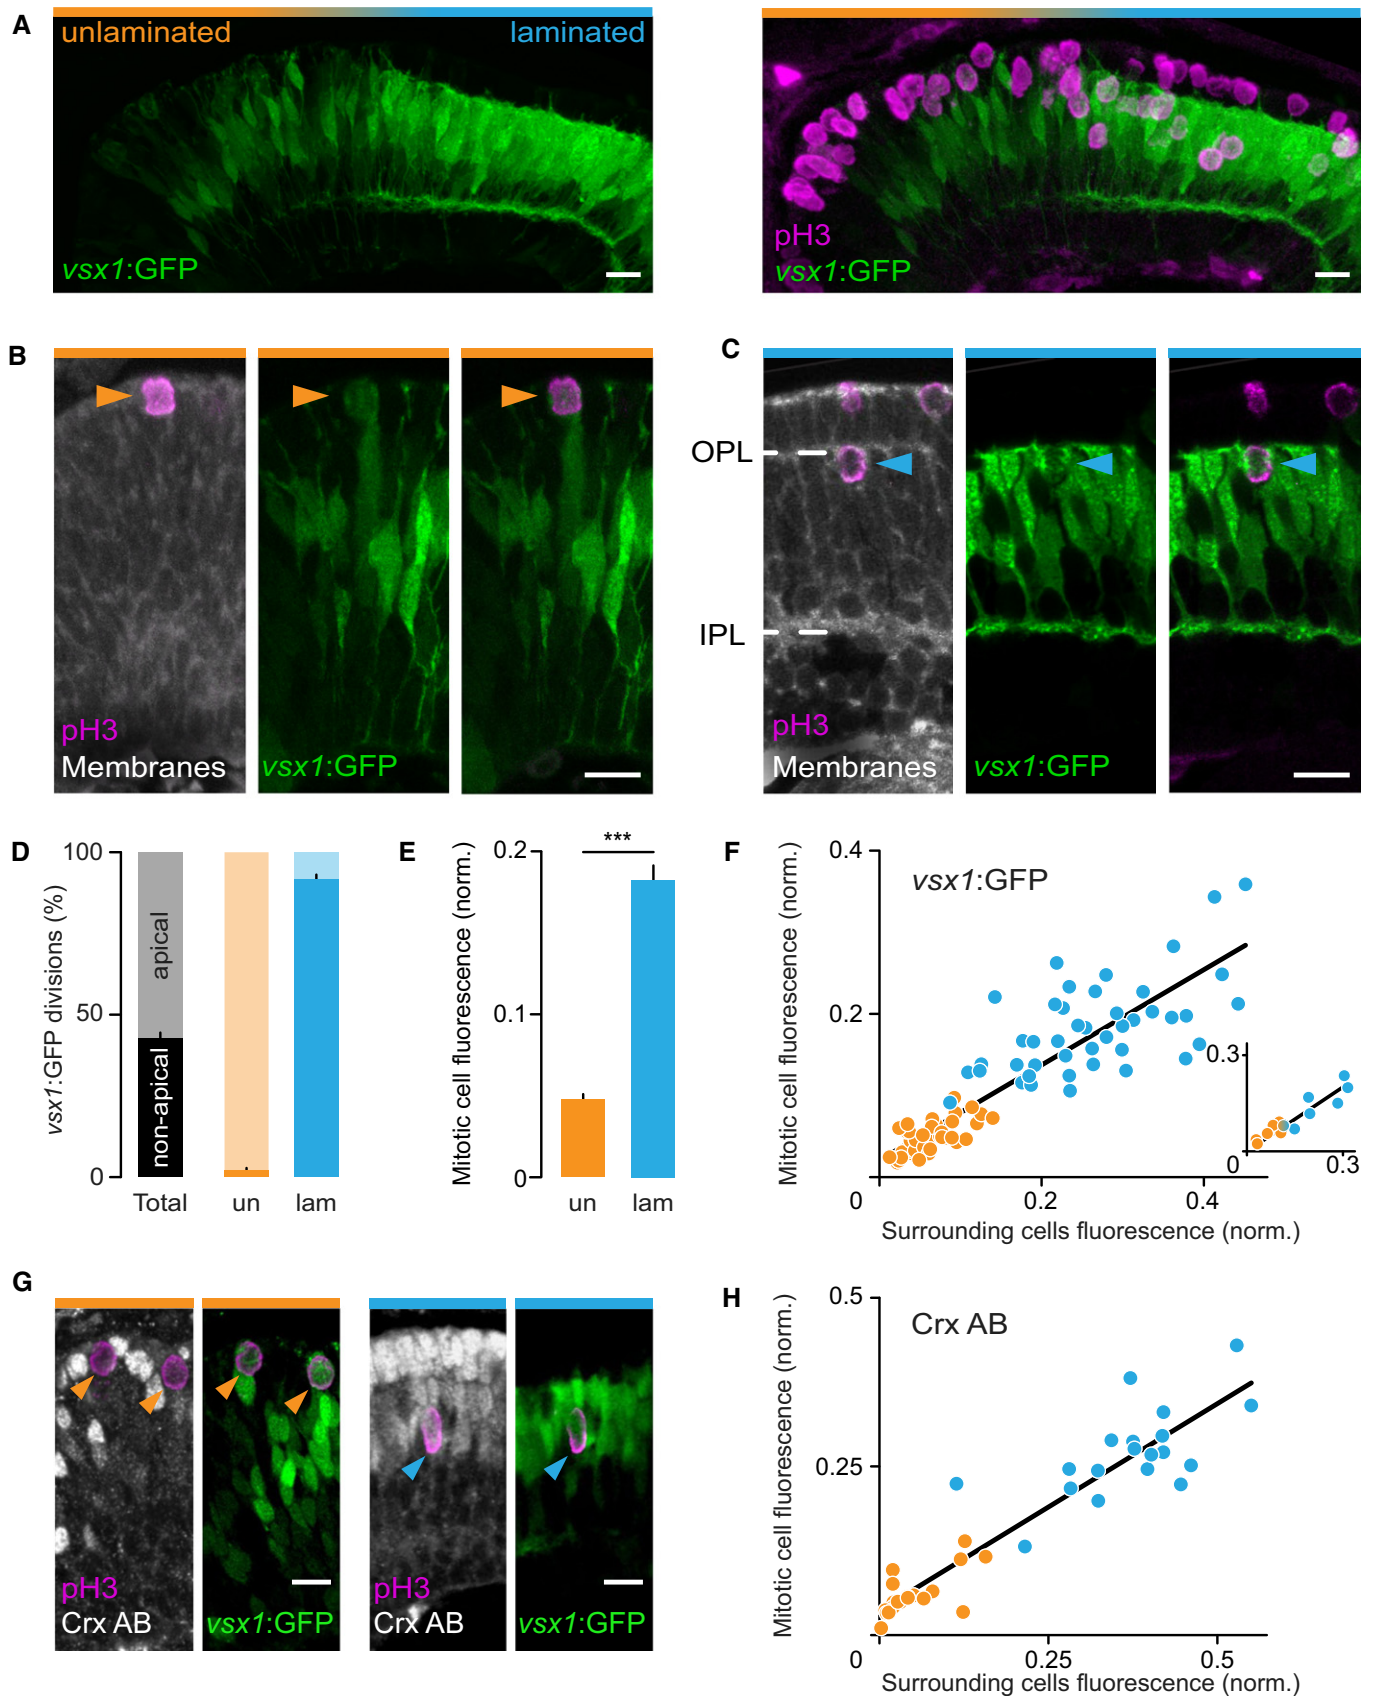 A
unlaminated
laminated
vsx1:GFP
pH3
vsx1:GFP
B
pH3
Membranes
vsx1:GFP
C
OPL
IPL
pH3
Membranes
vsx1:GFP
D
vsx1:GFP divisions (%)
100
50
0
apical
non-apical
Total
un
lam
E
Mitotic cell fluorescence (norm.)
0.2
0.1
0
***
un
lam
F
Mitotic cell fluorescence (norm.)
vsx1:GFP
0.4
0.2
0
0.2
0.4
Surrounding cells fluorescence (norm.)
0.3
0
0.3
G
pH3
Crx AB
vsx1:GFP
pH3
Crx AB
vsx1:GFP
H
Mitotic cell fluorescence (norm.)
Crx AB
0.5
0.25
0
0.25
0.5
Surrounding cells fluorescence (norm.)